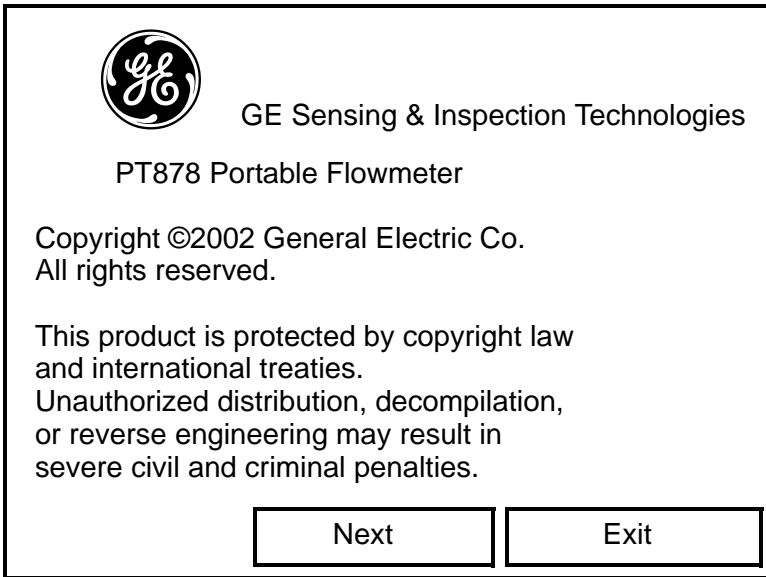 GE
GE Sensing & Inspection Technologies
PT878 Portable Flowmeter
Copyright ©2002 General Electric Co.
All rights reserved.
This product is protected by copyright law
and international treaties.
Unauthorized distribution, decompilation,
or reverse engineering may result in
severe civil and criminal penalties.
Next Exit